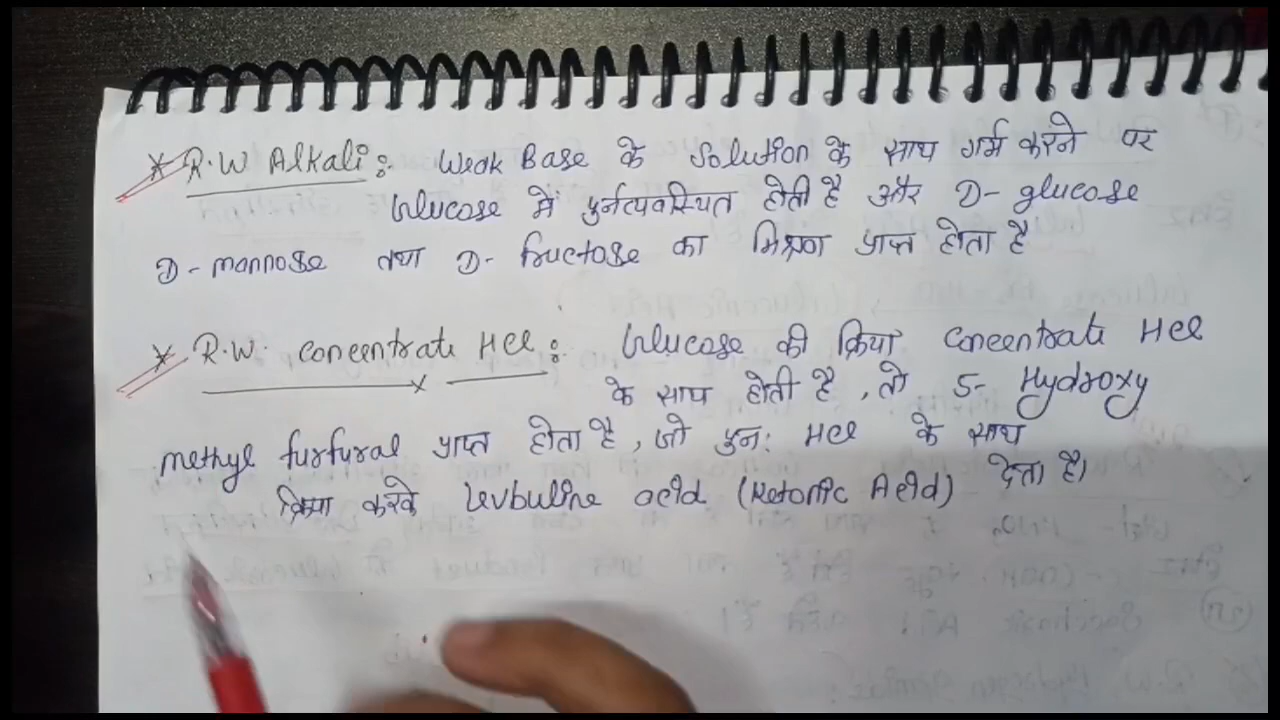 * R.W Alkali :- Weak Base के Solution के साथ गर्म करने पर
Glucose में पुर्नव्यवस्थित होती है और D- glucose
D- mannose तथा D- fructose का मिश्रण प्राप्त होता है
* R.W. concentrate HCl :- Glucose की क्रिया concentrate HCl
के साथ होती है, तो 5- Hydroxy
methyl furfural प्राप्त होता है, जो पुन: HCl के साथ
क्रिया करके Levuline acid (Ketonic Acid) देता है।